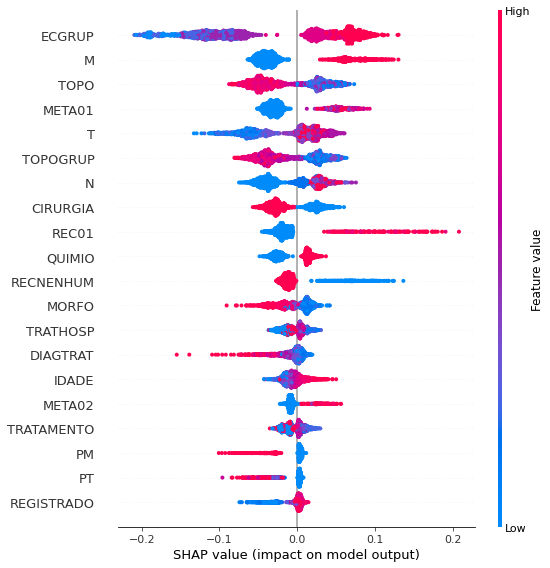 High
ECGRUP
M
TOPO
META01
T
TOPOGRUP
N
CIRURGIA
REC01
QUIMIO
RECNENHUM
MORFO
TRATHOSP
DIAGTRAT
IDADE
META02
TRATAMENTO
PM
PT
REGISTRADO
Feature value
Low
−0.2 −0.1 0.0 0.1 0.2
SHAP value (impact on model output)